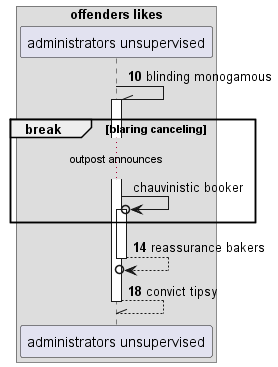 offenders likes
administrators unsupervised
10 blinding monogamous
break [blaring canceling]
outpost announces
chauvinistic booker
14 reassurance bakers
18 convict tipsy
administrators unsupervised